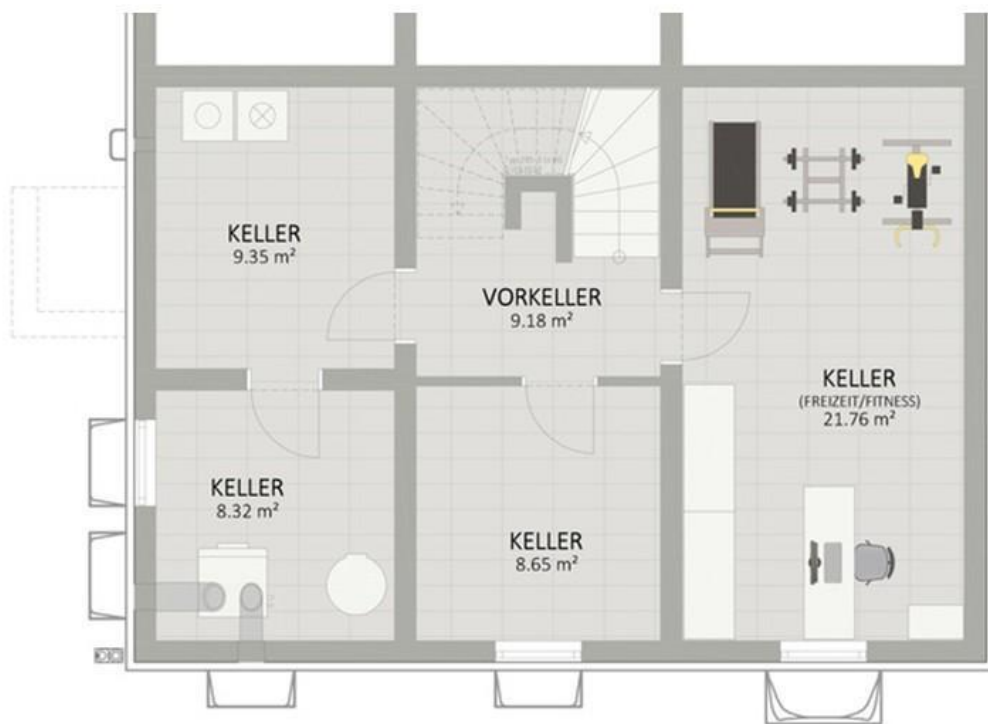 KELLER
9.35 m²
VORKELLER
9.18 m²
KELLER
(FREIZEIT/FITNESS)
21.76 m²
KELLER
8.32 m²
KELLER
8.65 m²